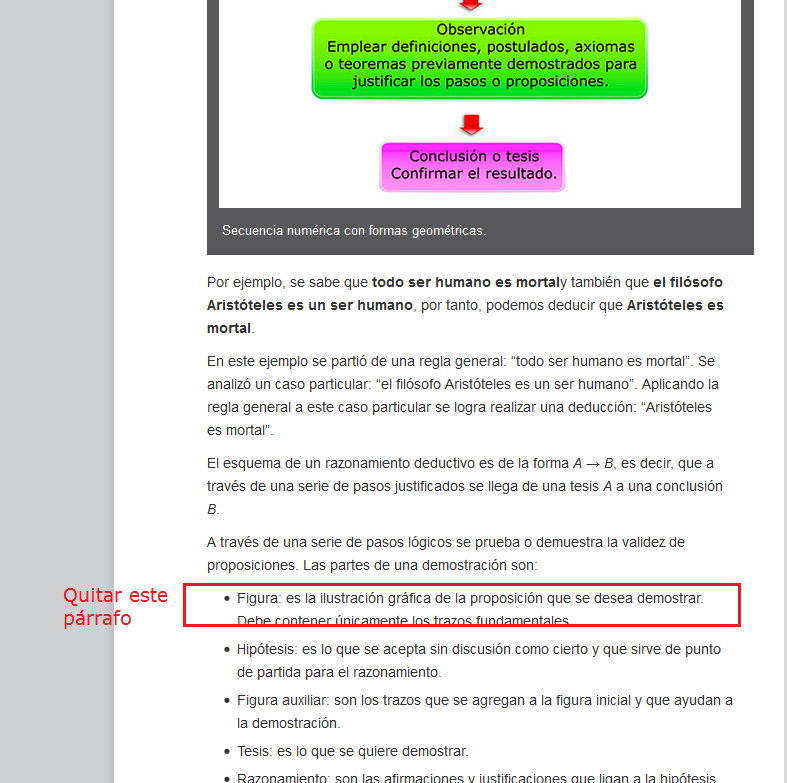 Observación
Emplear definiciones, postulados, axiomas
o teoremas previamente demostrados para
justificar los pasos o proposiciones.
Conclusión o tesis
Confirmar el resultado.
Secuencia numérica con formas geométricas.
Por ejemplo, se sabe que todo ser humano es mortaly también que el filósofo
Aristóteles es un ser humano, por tanto, podemos deducir que Aristóteles es
mortal.
En este ejemplo se partió de una regla general: “todo ser humano es mortal”. Se
analizó un caso particular: “el filósofo Aristóteles es un ser humano”. Aplicando la
regla general a este caso particular se logra realizar una deducción: “Aristóteles
es mortal”.
El esquema de un razonamiento deductivo es de la forma A → B, es decir, que a
través de una serie de pasos justificados se llega de una tesis A a una conclusión
B.
A través de una serie de pasos lógicos se prueba o demuestra la validez de
proposiciones. Las partes de una demostración son:
Quitar este
párrafo
• Figura: es la ilustración gráfica de la proposición que se desea demostrar.
Debe contener únicamente los trazos fundamentales
• Hipótesis: es lo que se acepta sin discusión como cierto y que sirve de punto
de partida para el razonamiento.
• Figura auxiliar: son los trazos que se agregan a la figura inicial y que ayudan a
la demostración.
• Tesis: es lo que se quiere demostrar.
• Razonamiento: son las afirmaciones y justificaciones que ligan a la hipótesis